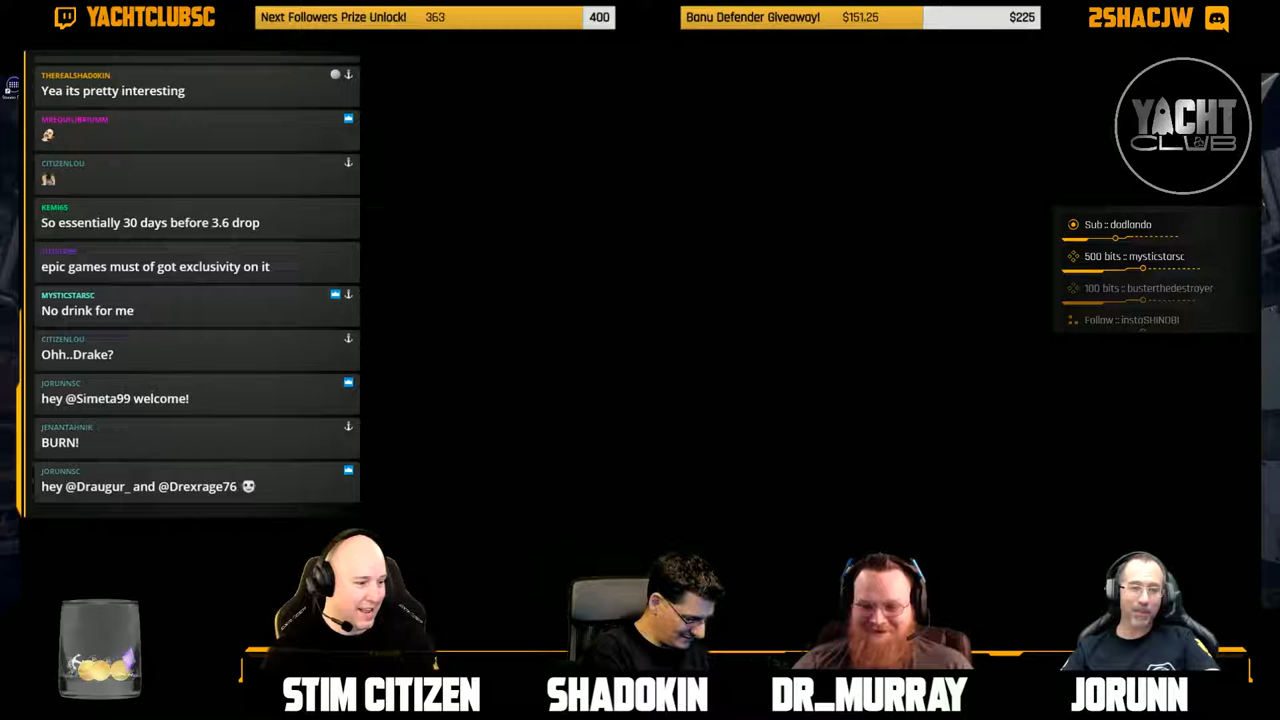 YACHTCLUBSC
Next Followers Prize Unlock! 363 400
Banu Defender Giveaway! $151.25 $225
2SHACJW
THEREALSHAD0KIN
Yea its pretty interesting
MREQUILIBRIUMM
CITIZENLOU
KEMI65
So essentially 30 days before 3.6 drop
epic games must of got exclusivity on it
MYSTICSTARSC
No drink for me
CITIZENLOU
Ohh..Drake?
JORUNNSC
hey @Simeta99 welcome!
JENANTAHNIK
BURN!
JORUNNSC
hey @Draugur_ and @Drexrage76
YACHT
CLUB
Sub :: dodlando
500 bits :: mysticstarsc
100 bits :: busterthedestroyer
Follow :: instaSHINOBI
STIM CITIZEN
SHADOKIN
DR_MURRAY
JORUNN